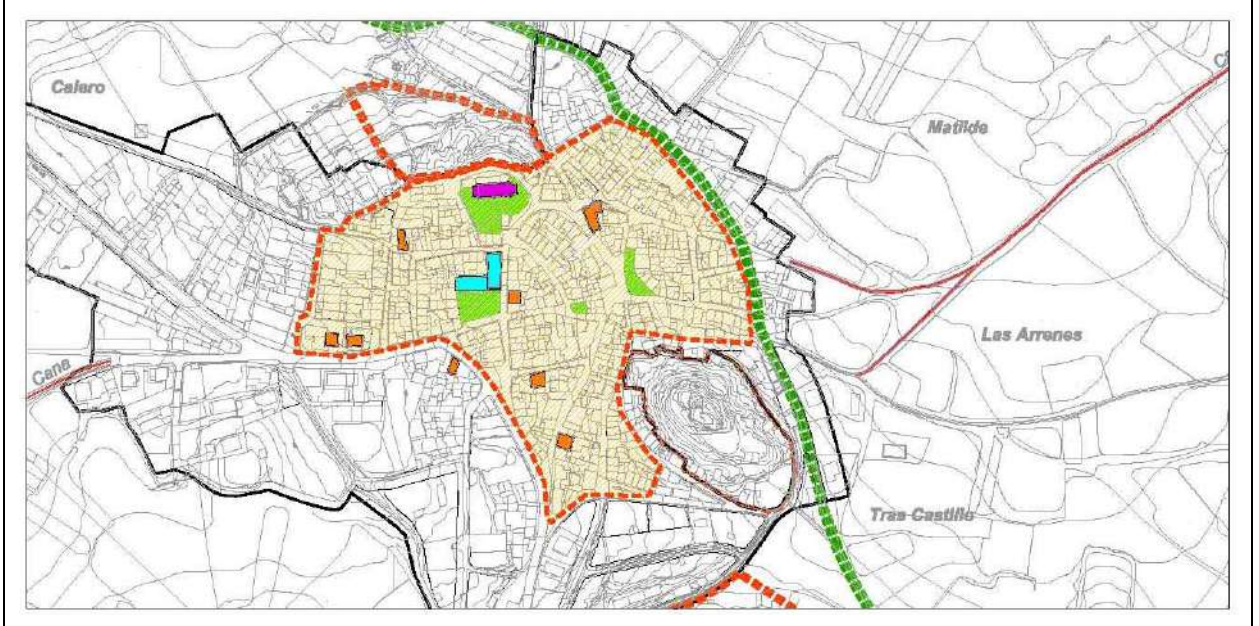 Calero
Matilde
Las Arrenes
Cana
Tras Castillo